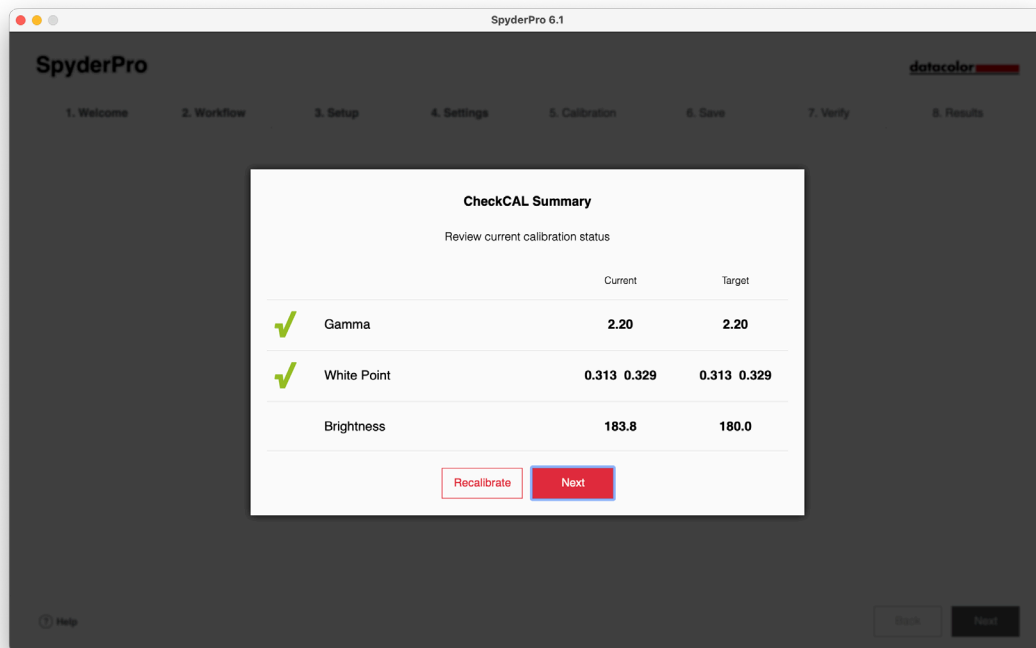 SpyderPro 6.1
SpyderPro
datacolor
1. Welcome 2. Workflow 3. Setup 4. Settings 5. Calibration 6. Save 7. Verify 8. Results
CheckCAL Summary
Review current calibration status
Current Target
Gamma 2.20 2.20
White Point 0.313 0.329 0.313 0.329
Brightness 183.8 180.0
Recalibrate Next
? Help Back Next